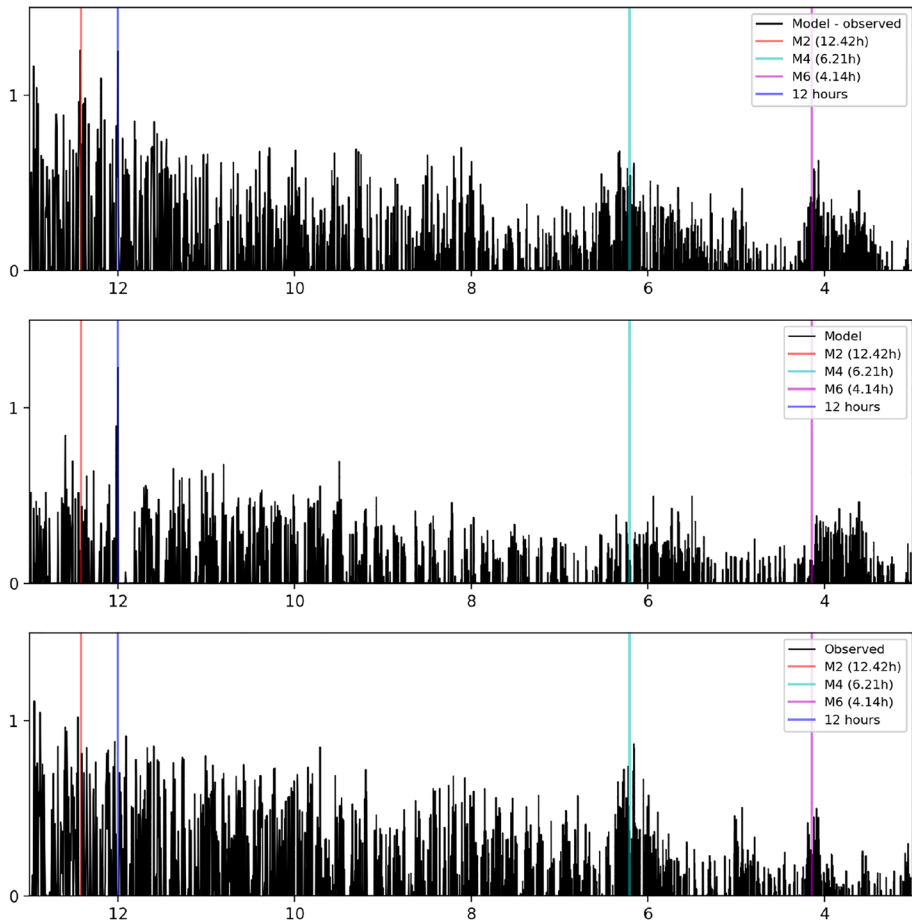 Model - observed
M2 (12.42h)
M4 (6.21h)
M6 (4.14h)
12 hours
1
0
12 10 8 6 4
Model
M2 (12.42h)
M4 (6.21h)
M6 (4.14h)
12 hours
1
0
12 10 8 6 4
Observed
M2 (12.42h)
M4 (6.21h)
M6 (4.14h)
12 hours
1
0
12 10 8 6 4